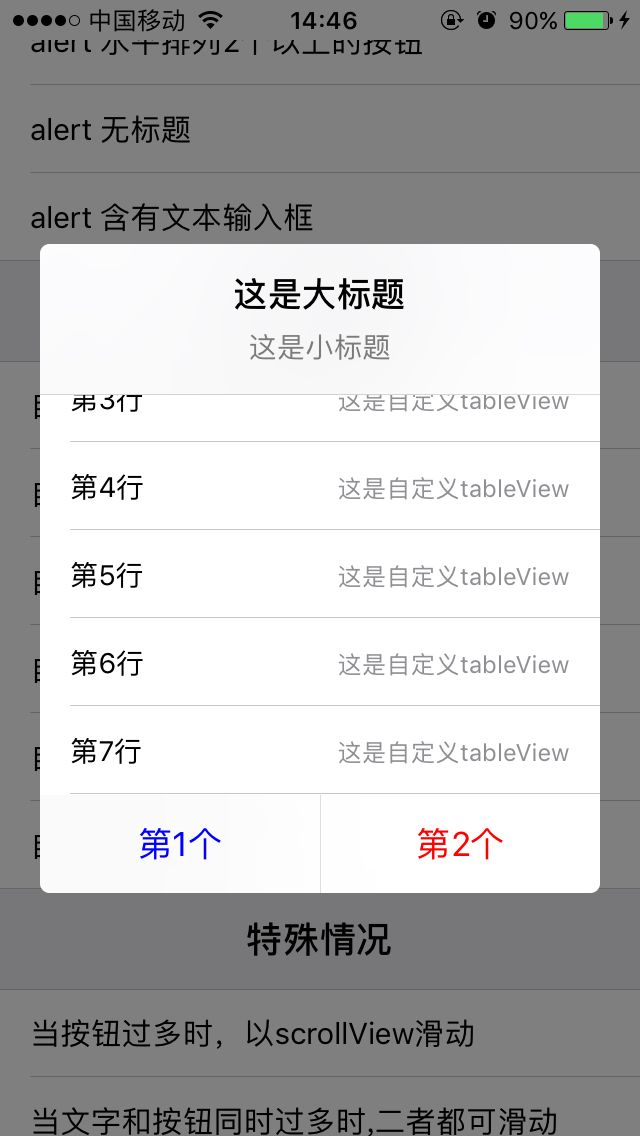 中国移动 14:46 90%
alert 水平排列2个以上的按钮
alert 无标题
alert 含有文本输入框
这是大标题
这是小标题
第3行 这是自定义tableView
第4行 这是自定义tableView
第5行 这是自定义tableView
第6行 这是自定义tableView
第7行 这是自定义tableView
第1个 第2个
特殊情况
当按钮过多时，以scrollView滑动
当文字和按钮同时过多时,二者都可滑动